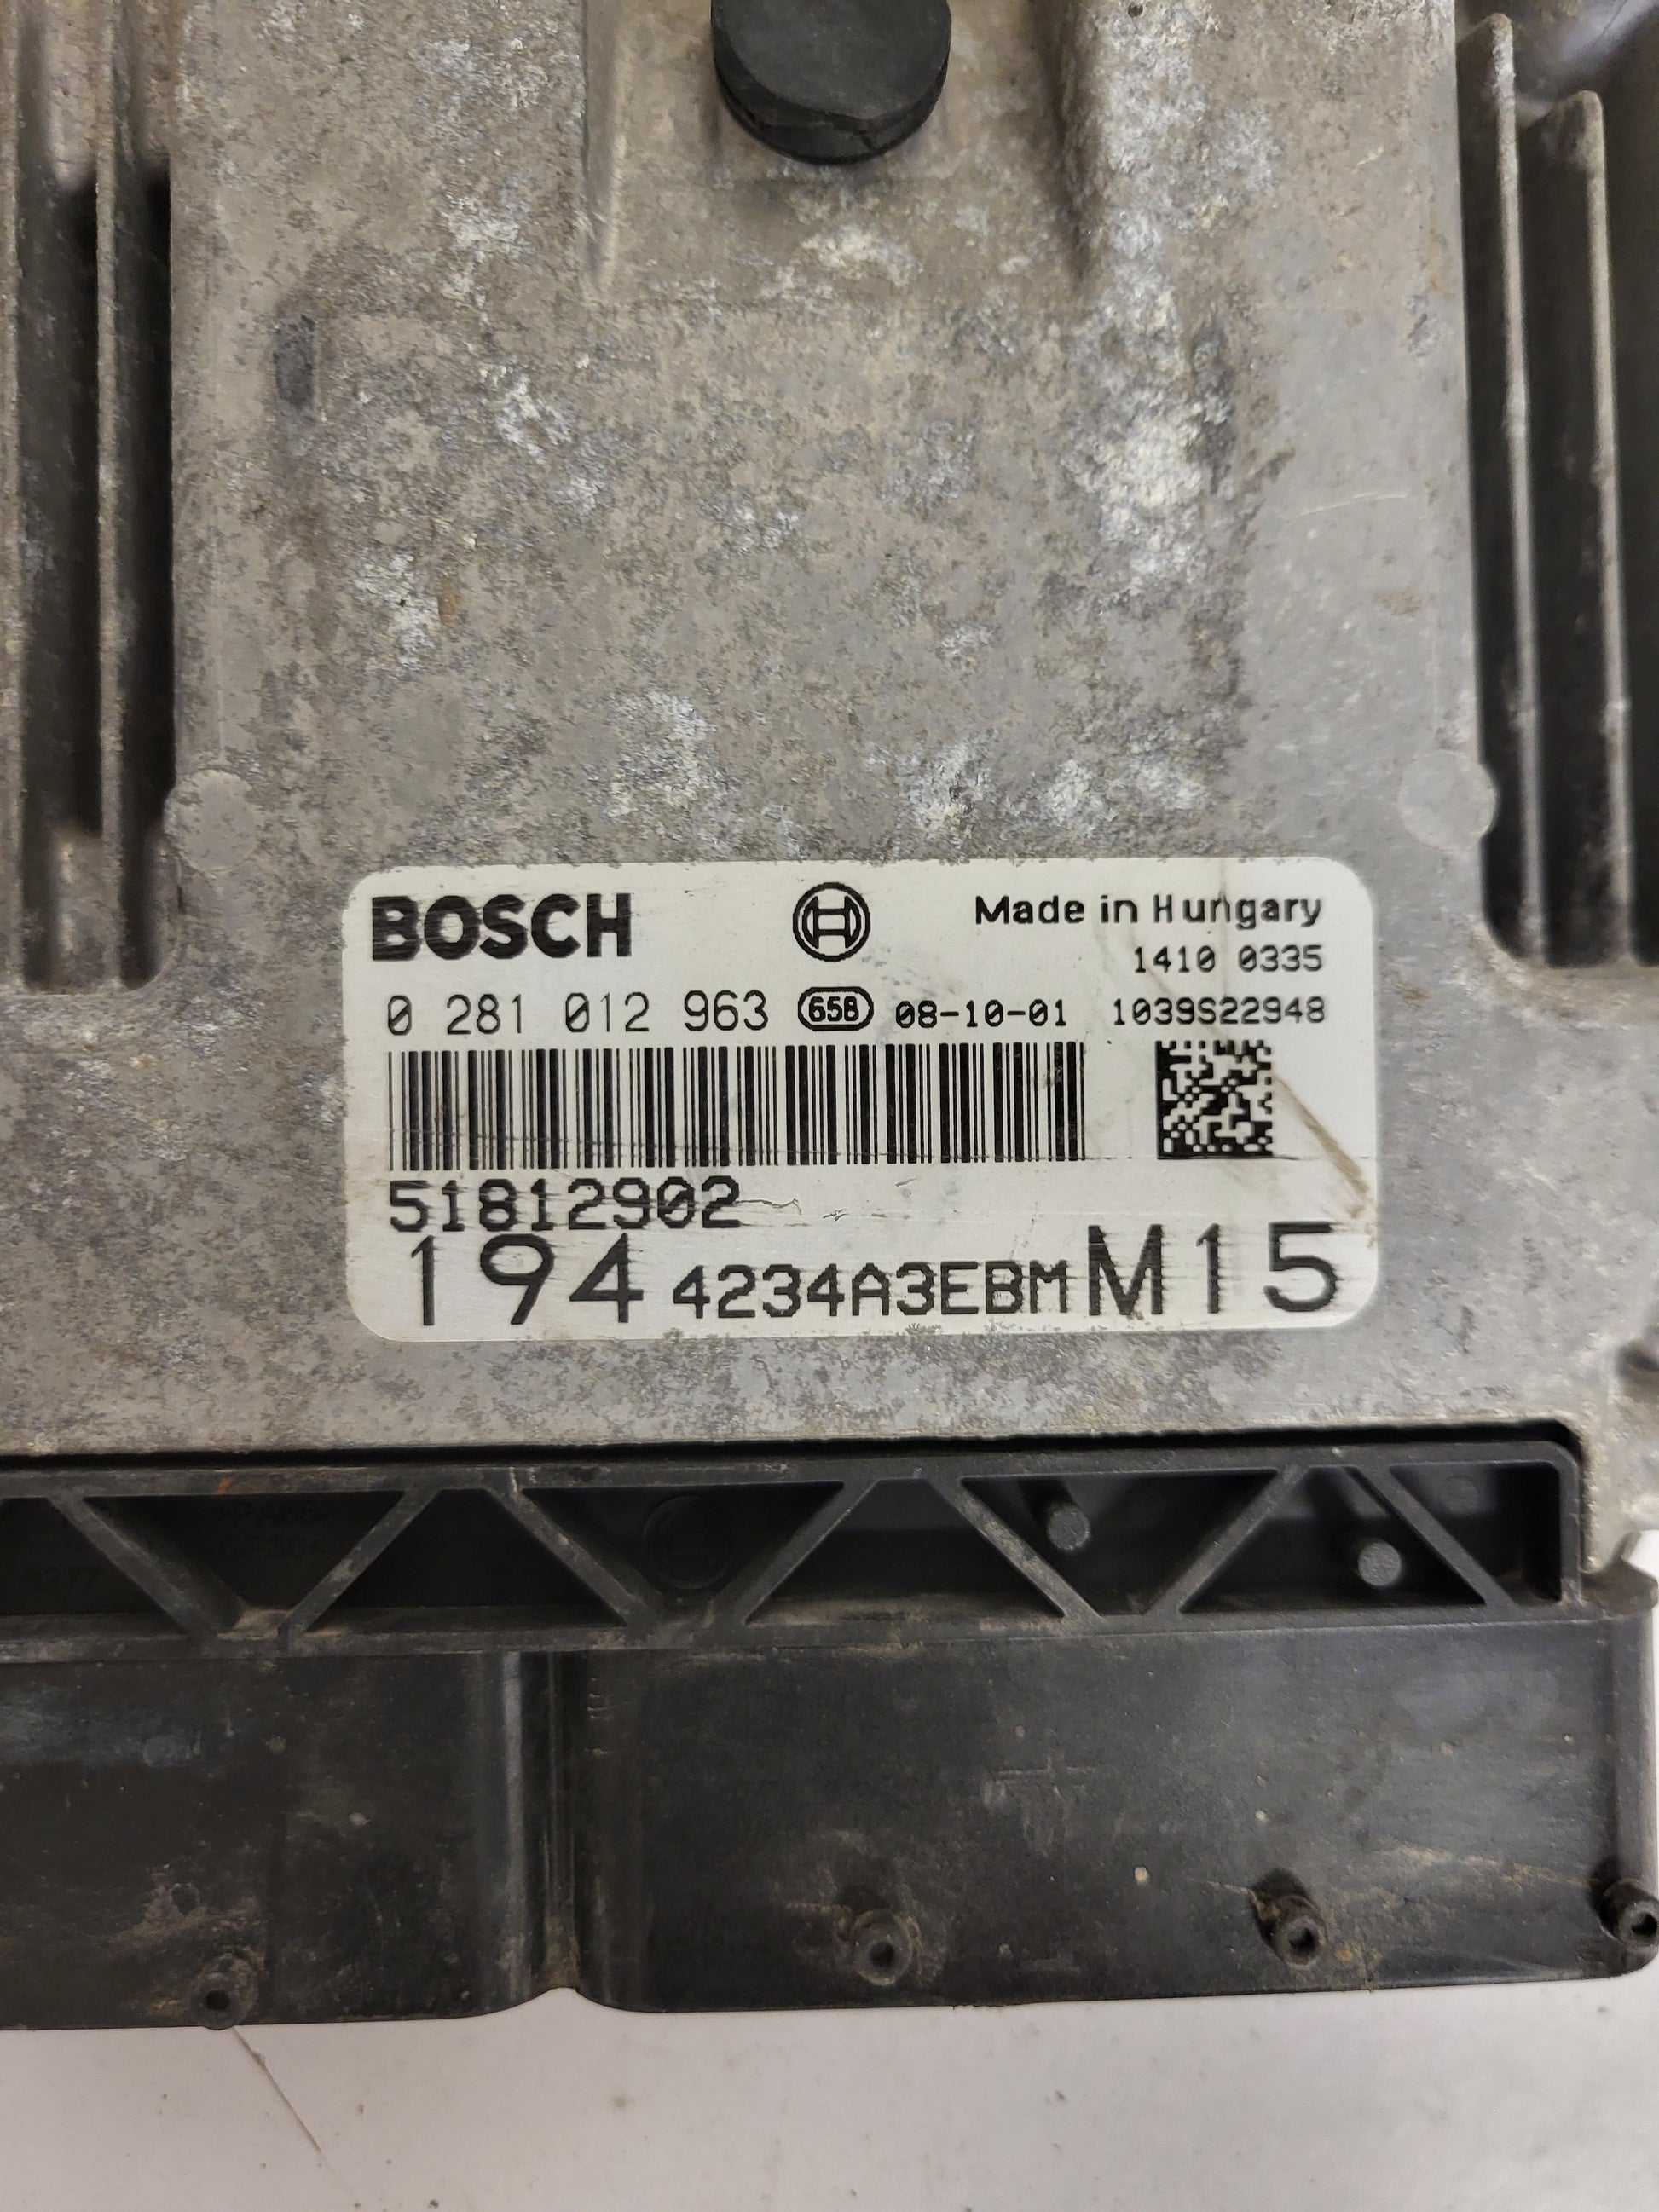 BOSCH Made in Hungary
1410 0335
0 281 012 963 658 08-10-01 1039S22948
51812902
194 4234A3EBM M15